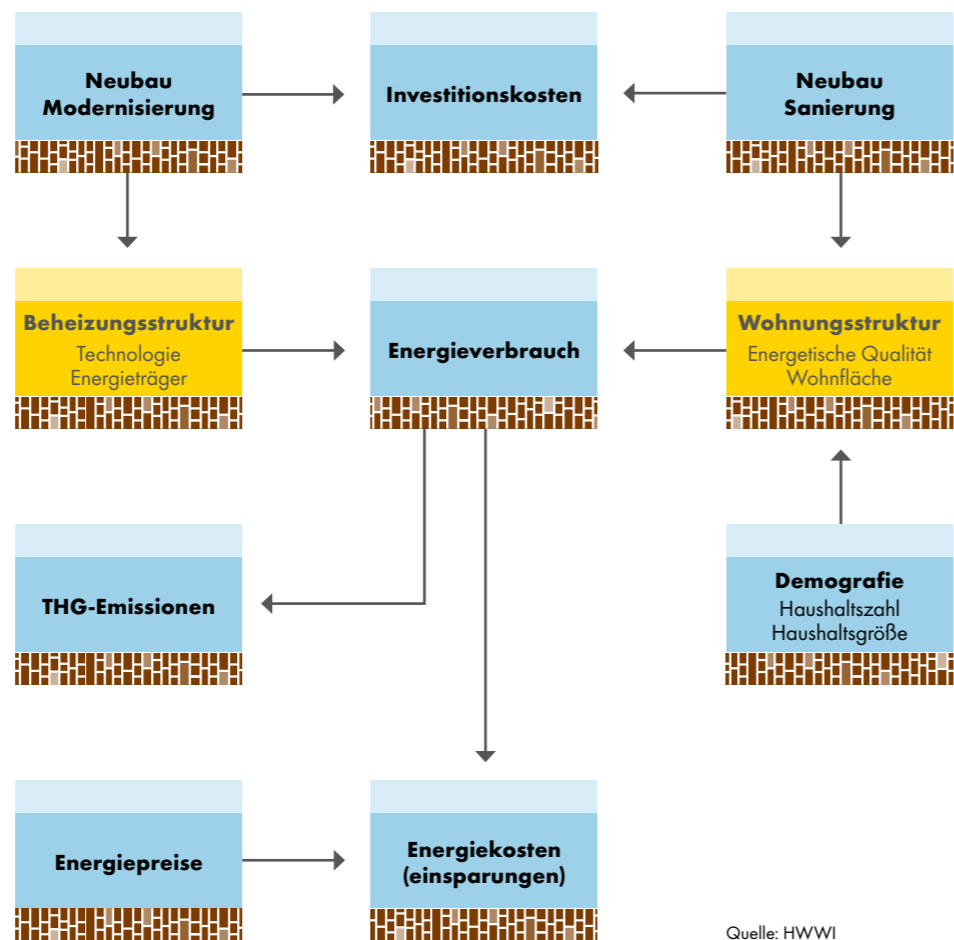 Neubau
Modernisierung
Investitionskosten
Neubau
Sanierung
Beheizungsstruktur
Technologie
Energieträger
Energieverbrauch
Wohnungsstruktur
Energetische Qualität
Wohnfläche
THG-Emissionen
Demografie
Haushaltszahl
Haushaltsgröße
Energiepreise
Energiekosten
(einsparungen)
Quelle: HWWI